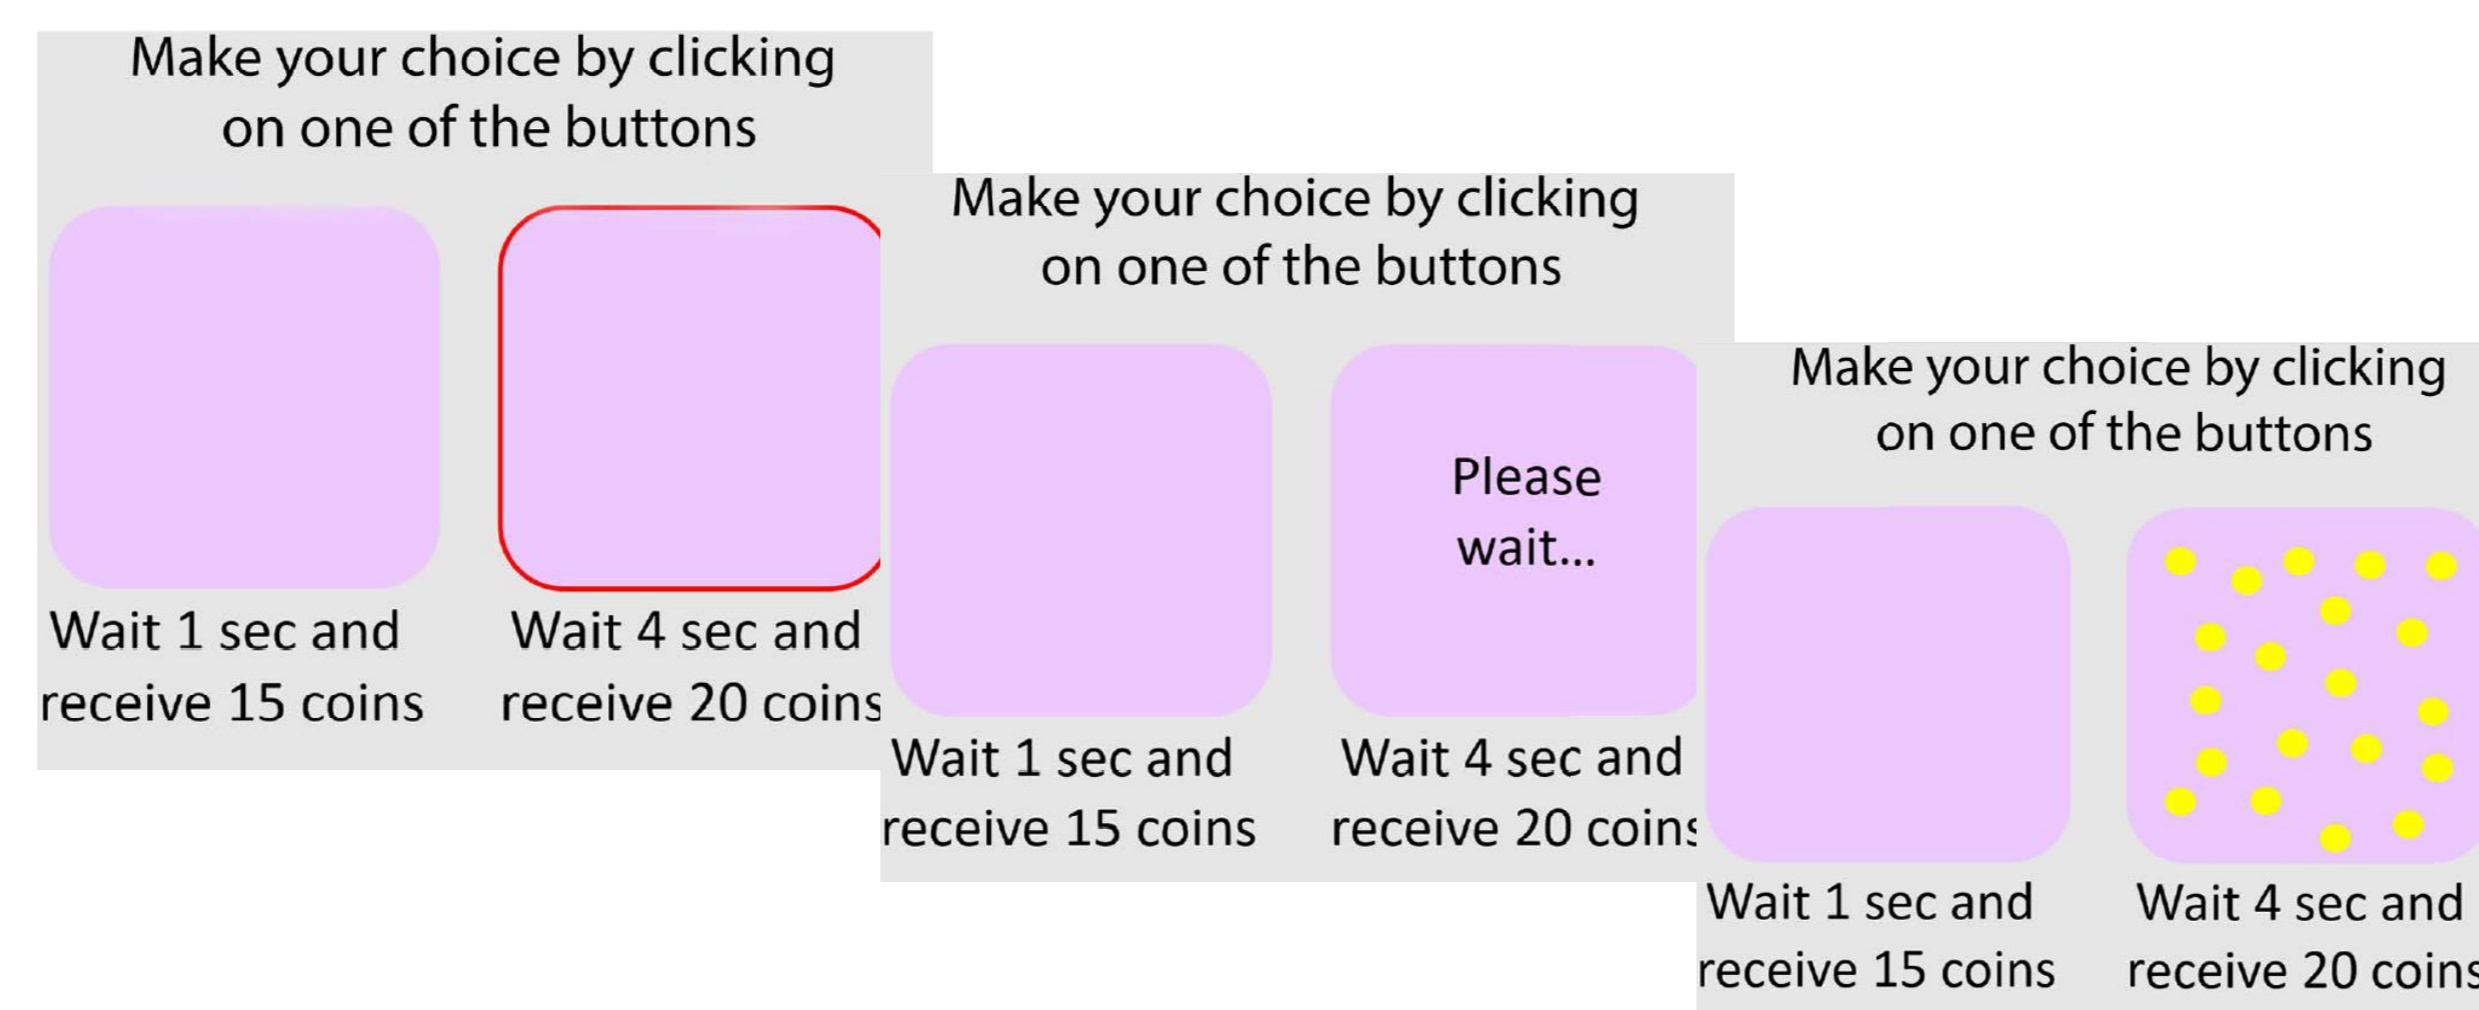 Make your choice by clicking
on one of the buttons
Wait 1 sec and
receive 15 coins
Wait 4 sec and
receive 20 coins
Make your choice by clicking
on one of the buttons
Please
wait...
Wait 1 sec and
receive 15 coins
Wait 4 sec and
receive 20 coins
Make your choice by clicking
on one of the buttons
Wait 1 sec and
receive 15 coins
Wait 4 sec and
receive 20 coins